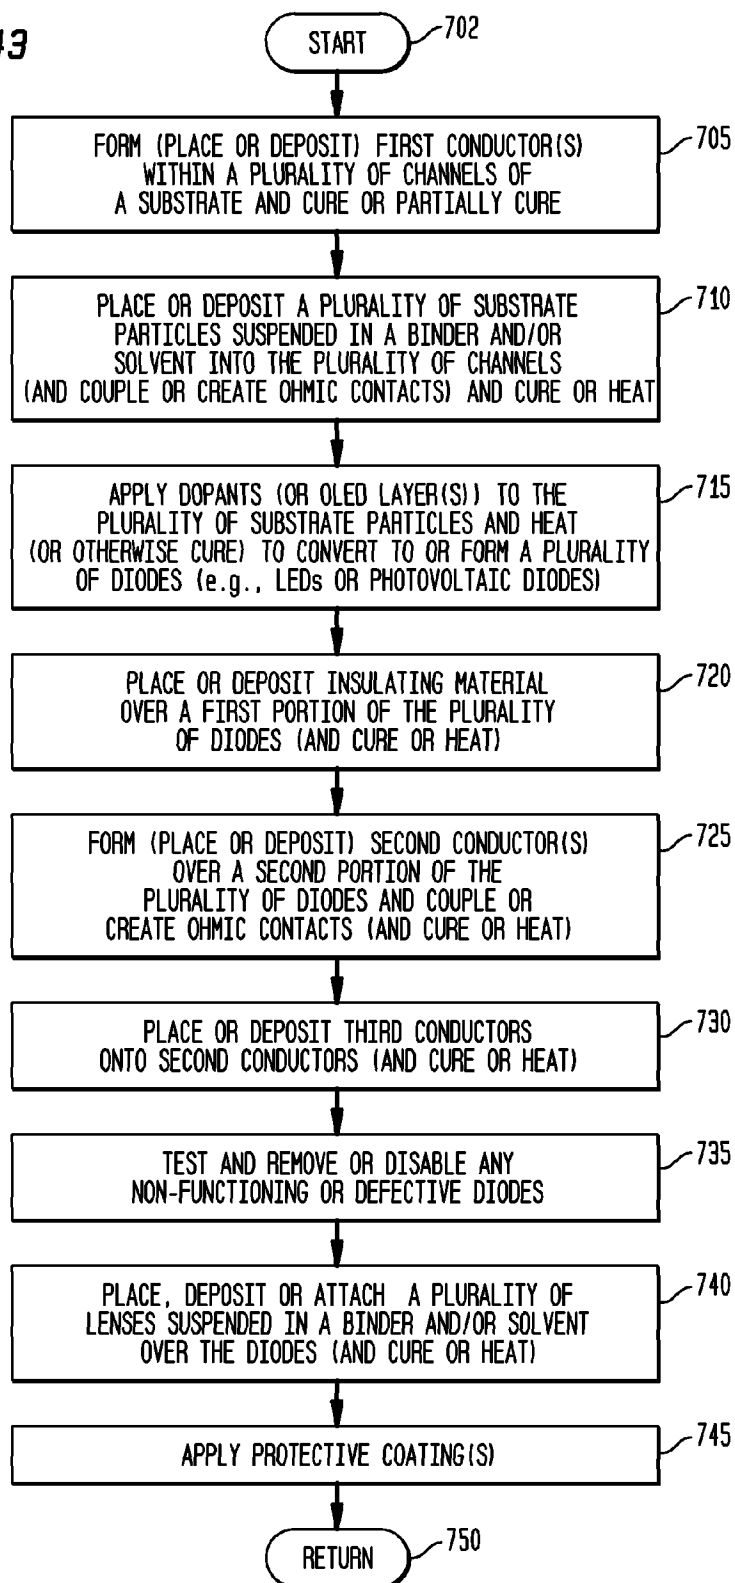 43
START
702
FORM (PLACE OR DEPOSIT) FIRST CONDUCTOR(S)
WITHIN A PLURALITY OF CHANNELS OF
A SUBSTRATE AND CURE OR PARTIALLY CURE
705
PLACE OR DEPOSIT A PLURALITY OF SUBSTRATE
PARTICLES SUSPENDED IN A BINDER AND/OR
SOLVENT INTO THE PLURALITY OF CHANNELS
(AND COUPLE OR CREATE OHMIC CONTACTS) AND CURE OR HEAT
710
APPLY DOPANTS (OR OLED LAYER(S)) TO THE
PLURALITY OF SUBSTRATE PARTICLES AND HEAT
(OR OTHERWISE CURE) TO CONVERT TO OR FORM A PLURALITY
OF DIODES (e.g., LEDs OR PHOTOVOLTAIC DIODES)
715
PLACE OR DEPOSIT INSULATING MATERIAL
OVER A FIRST PORTION OF THE PLURALITY
OF DIODES (AND CURE OR HEAT)
720
FORM (PLACE OR DEPOSIT) SECOND CONDUCTOR(S)
OVER A SECOND PORTION OF THE
PLURALITY OF DIODES AND COUPLE OR
CREATE OHMIC CONTACTS (AND CURE OR HEAT)
725
PLACE OR DEPOSIT THIRD CONDUCTORS
ONTO SECOND CONDUCTORS (AND CURE OR HEAT)
730
TEST AND REMOVE OR DISABLE ANY
NON-FUNCTIONING OR DEFECTIVE DIODES
735
PLACE, DEPOSIT OR ATTACH A PLURALITY OF
LENSES SUSPENDED IN A BINDER AND/OR SOLVENT
OVER THE DIODES (AND CURE OR HEAT)
740
APPLY PROTECTIVE COATING(S)
745
RETURN
750